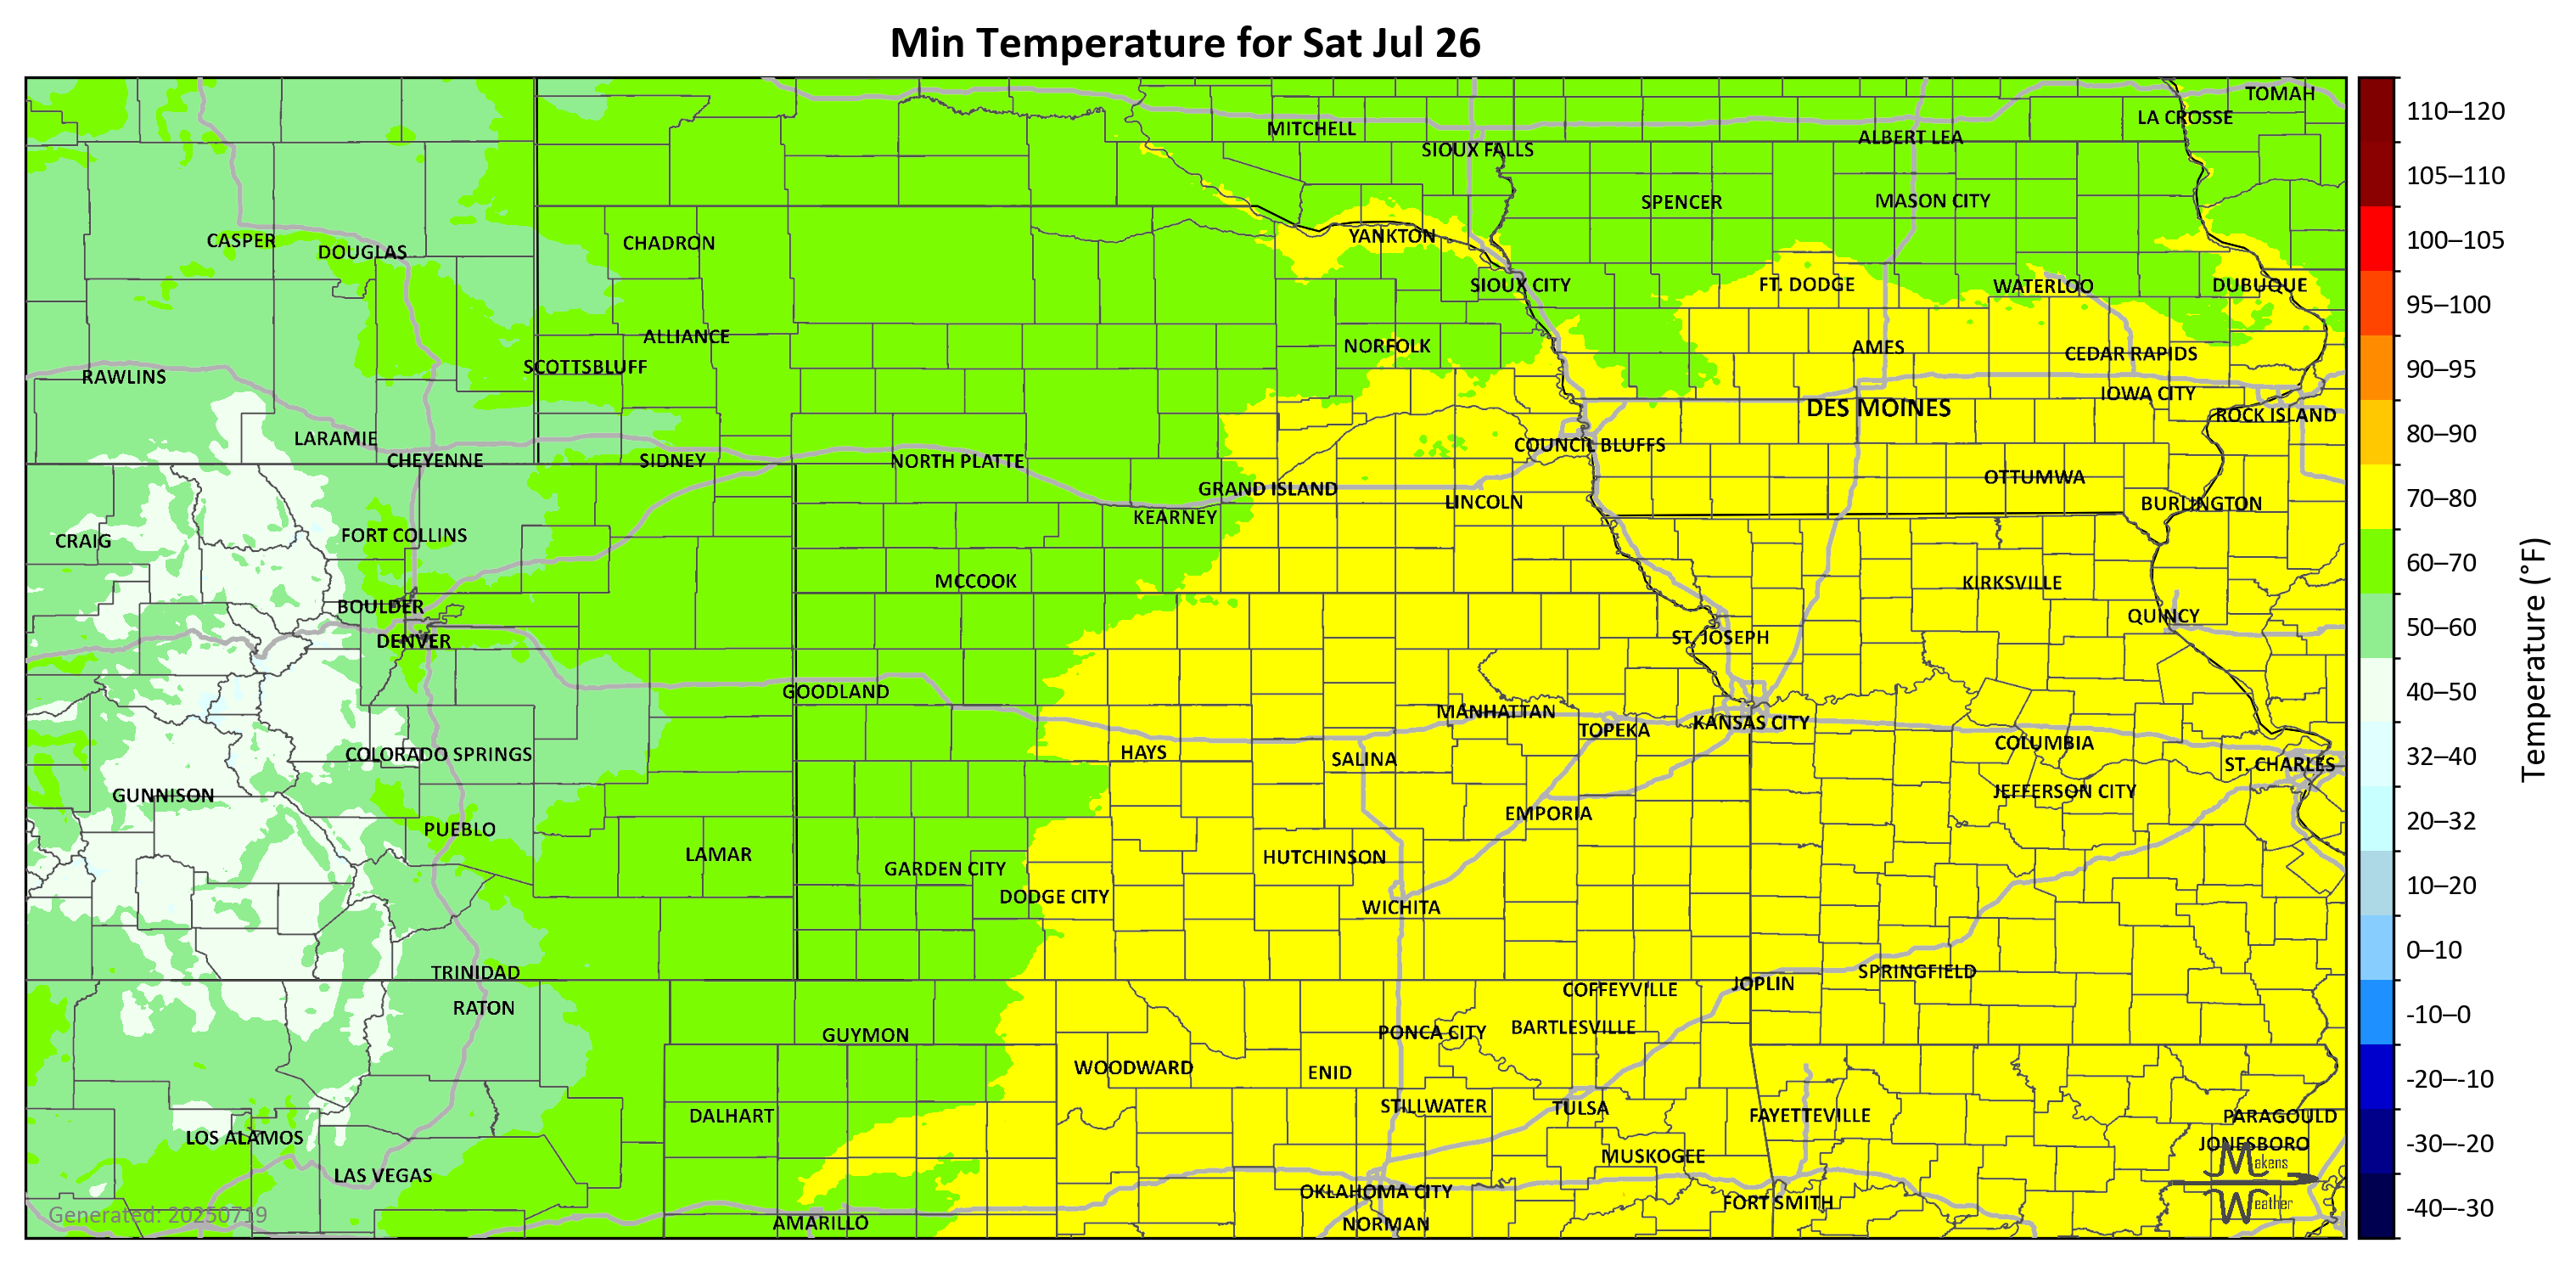 Min Temperature for Sat Jul 26
TOMAH
LA CROSSE
MITCHELL
ALBERT LEA
SIOUX FALLS
SPENCER
MASON CITY
YANKTON
CASPER
CHADRON
DOUGLAS
SIOUX CITY
FT. DODGE
WATERLOO
DUBUQUE
ALLIANCE
NORFOLK
AMES
CEDAR RAPIDS
SCOTTSBLUFF
RAWLINS
IOWA CITY
DES MOINES
ROCK ISLAND
LARAMIE
COUNCIL BLUFFS
CHEYENNE
SIDNEY
NORTH PLATTE
OTTUMWA
GRAND ISLAND
LINCOLN
BURLINGTON
KEARNEY
FORT COLLINS
CRAIG
MCCOOK
KIRKSVILLE
BOULDER
QUINCY
DENVER
ST. JOSEPH
GOODLAND
MANHATTAN
KANSAS CITY
TOPEKA
COLUMBIA
COLORADO SPRINGS
HAYS
SALINA
ST. CHARLES
GUNNISON
JEFFERSON CITY
EMPORIA
PUEBLO
LAMAR
HUTCHINSON
GARDEN CITY
DODGE CITY
WICHITA
TRINIDAD
SPRINGFIELD
JOPLIN
COFFEYVILLE
RATON
GUYMON
PONCA CITY
BARTLESVILLE
WOODWARD
ENID
STILLWATER
TULSA
DALHART
FAYETTEVILLE
PARAGOULD
LOS ALAMOS
JONESBORO
MUSKOGEE
LAS VEGAS
OKLAHOMA CITY
FORT SMITH
AMARILLO
NORMAN
Makens
Weather
Generated: 20250719
110–120
105–110
100–105
95–100
90–95
80–90
70–80
60–70
50–60
40–50
32–40
20–32
10–20
0–10
-10–0
-20–-10
-30–-20
-40–-30
Temperature (°F)